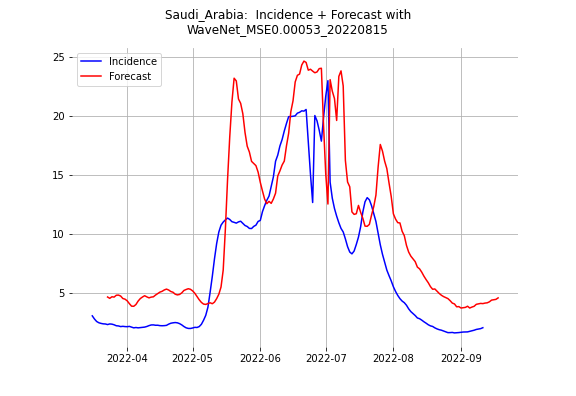 Saudi_Arabia:  Incidence + Forecast with
WaveNet_MSE0.00053_20220815
Incidence
Forecast
25
20
15
10
5
2022-04
2022-05
2022-06
2022-07
2022-08
2022-09